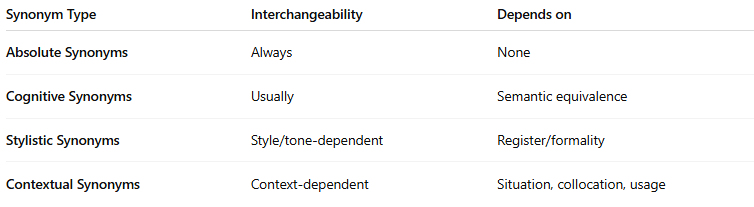 Synonym Type Interchangeability Depends on
Absolute Synonyms Always None
Cognitive Synonyms Usually Semantic equivalence
Stylistic Synonyms Style/tone-dependent Register/formality
Contextual Synonyms Context-dependent Situation, collocation, usage